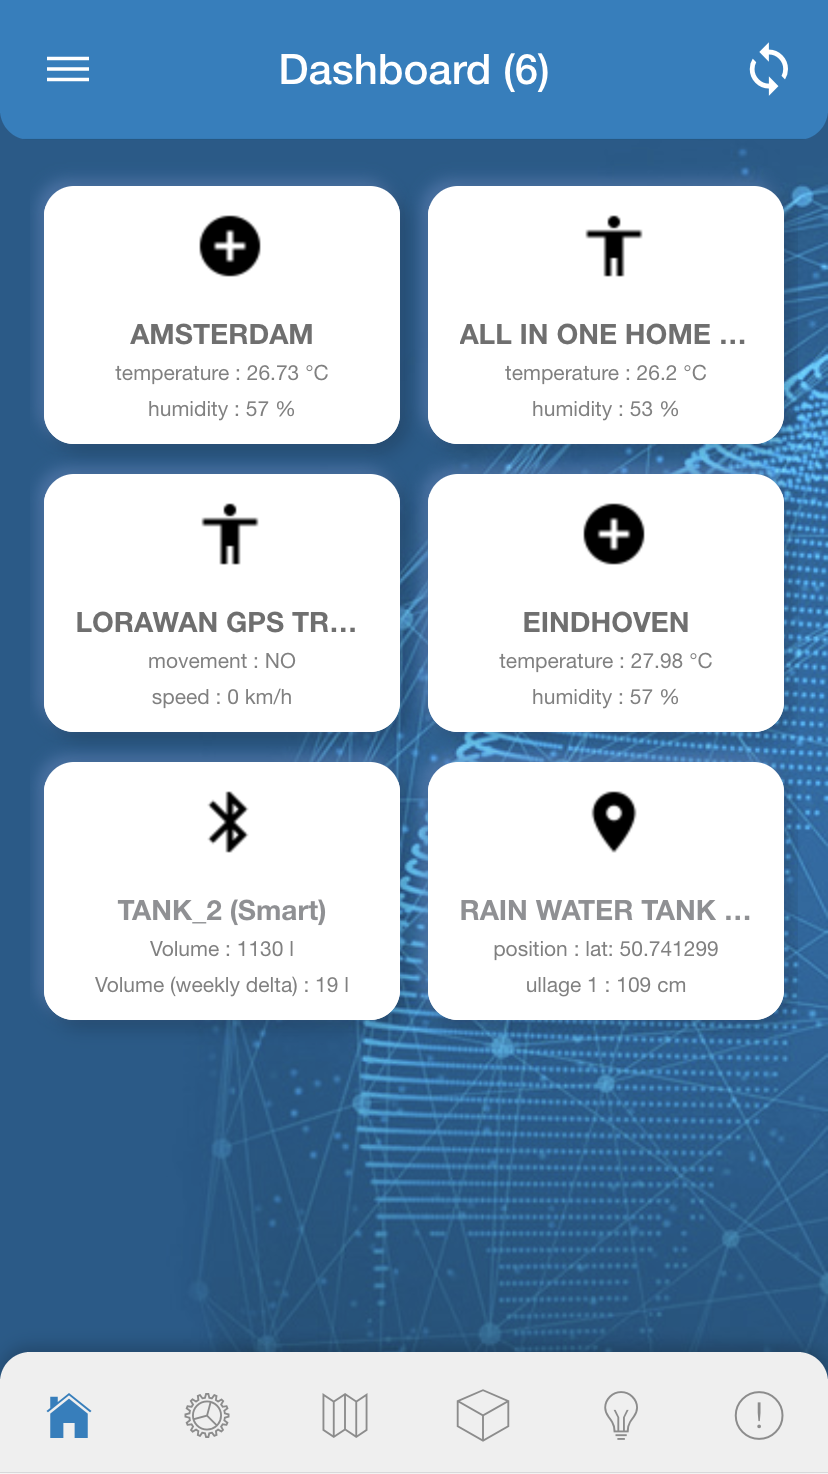 Dashboard (6)
AMSTERDAM
temperature : 26.73 °C
humidity : 57 %
ALL IN ONE HOME ...
temperature : 26.2 °C
humidity : 53 %
LORAWAN GPS TR...
movement : NO
speed : 0 km/h
EINDHOVEN
temperature : 27.98 °C
humidity : 57 %
TANK_2 (Smart)
Volume : 1130 l
Volume (weekly delta) : 19 l
RAIN WATER TANK ...
position : lat: 50.741299
ullage 1 : 109 cm